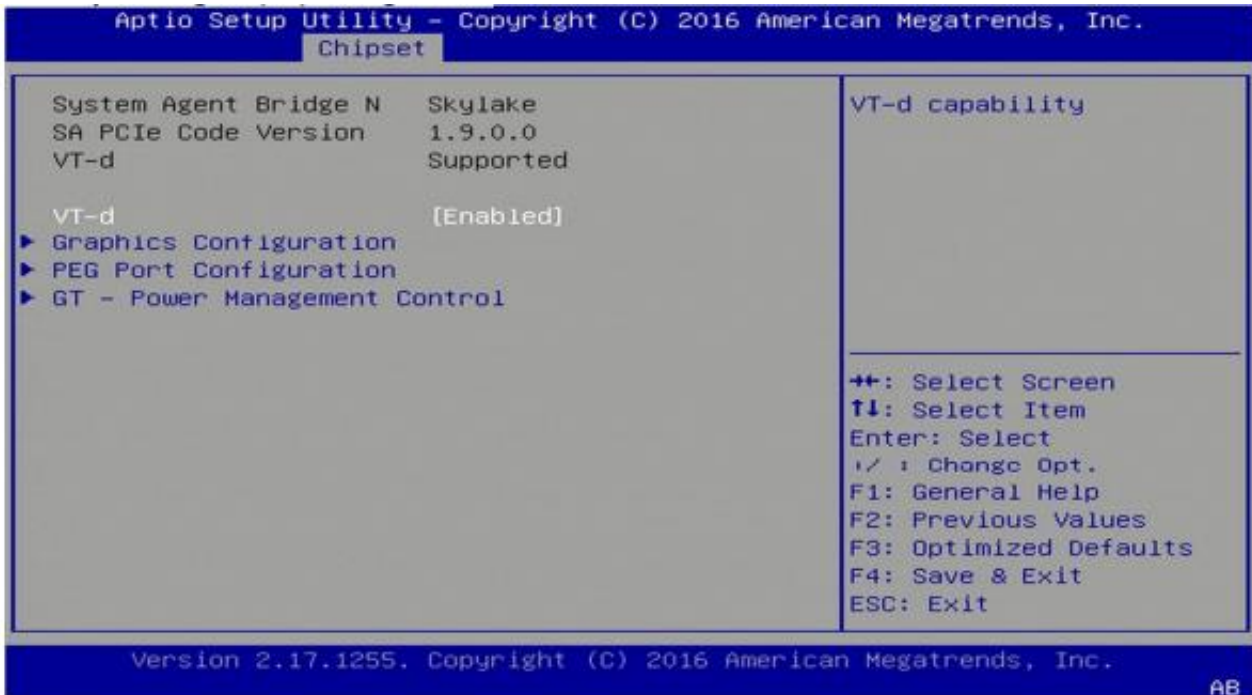 Aptio Setup Utility – Copyright (C) 2016 American Megatrends, Inc.
Chipset
System Agent Bridge N Skylake
SA PCIe Code Version 1.9.0.0
VT-d Supported
VT-d [Enabled]
▶ Graphics Configuration
▶ PEG Port Configuration
▶ GT – Power Management Control
VT-d capability
→←: Select Screen
↑↓: Select Item
Enter: Select
: Change Opt.
F1: General Help
F2: Previous Values
F3: Optimized Defaults
F4: Save & Exit
ESC: Exit
Version 2.17.1255. Copyright (C) 2016 American Megatrends, Inc.
AB